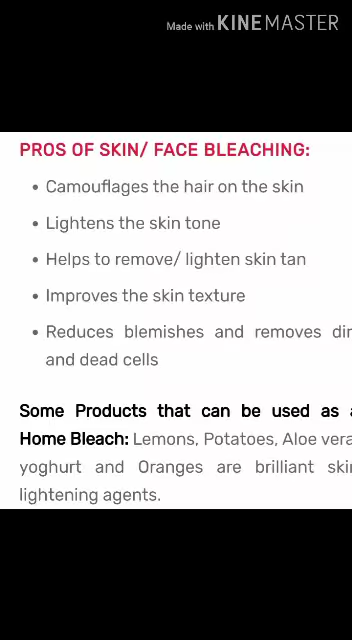 Made with KINEMASTER
PROS OF SKIN/ FACE BLEACHING:
• Camouflages the hair on the skin
• Lightens the skin tone
• Helps to remove/ lighten skin tan
• Improves the skin texture
• Reduces blemishes and removes
and dead cells
Some Products that can be used as
Home Bleach: Lemons, Potatoes, Aloe vera
yoghurt and Oranges are brilliant
lightening agents.